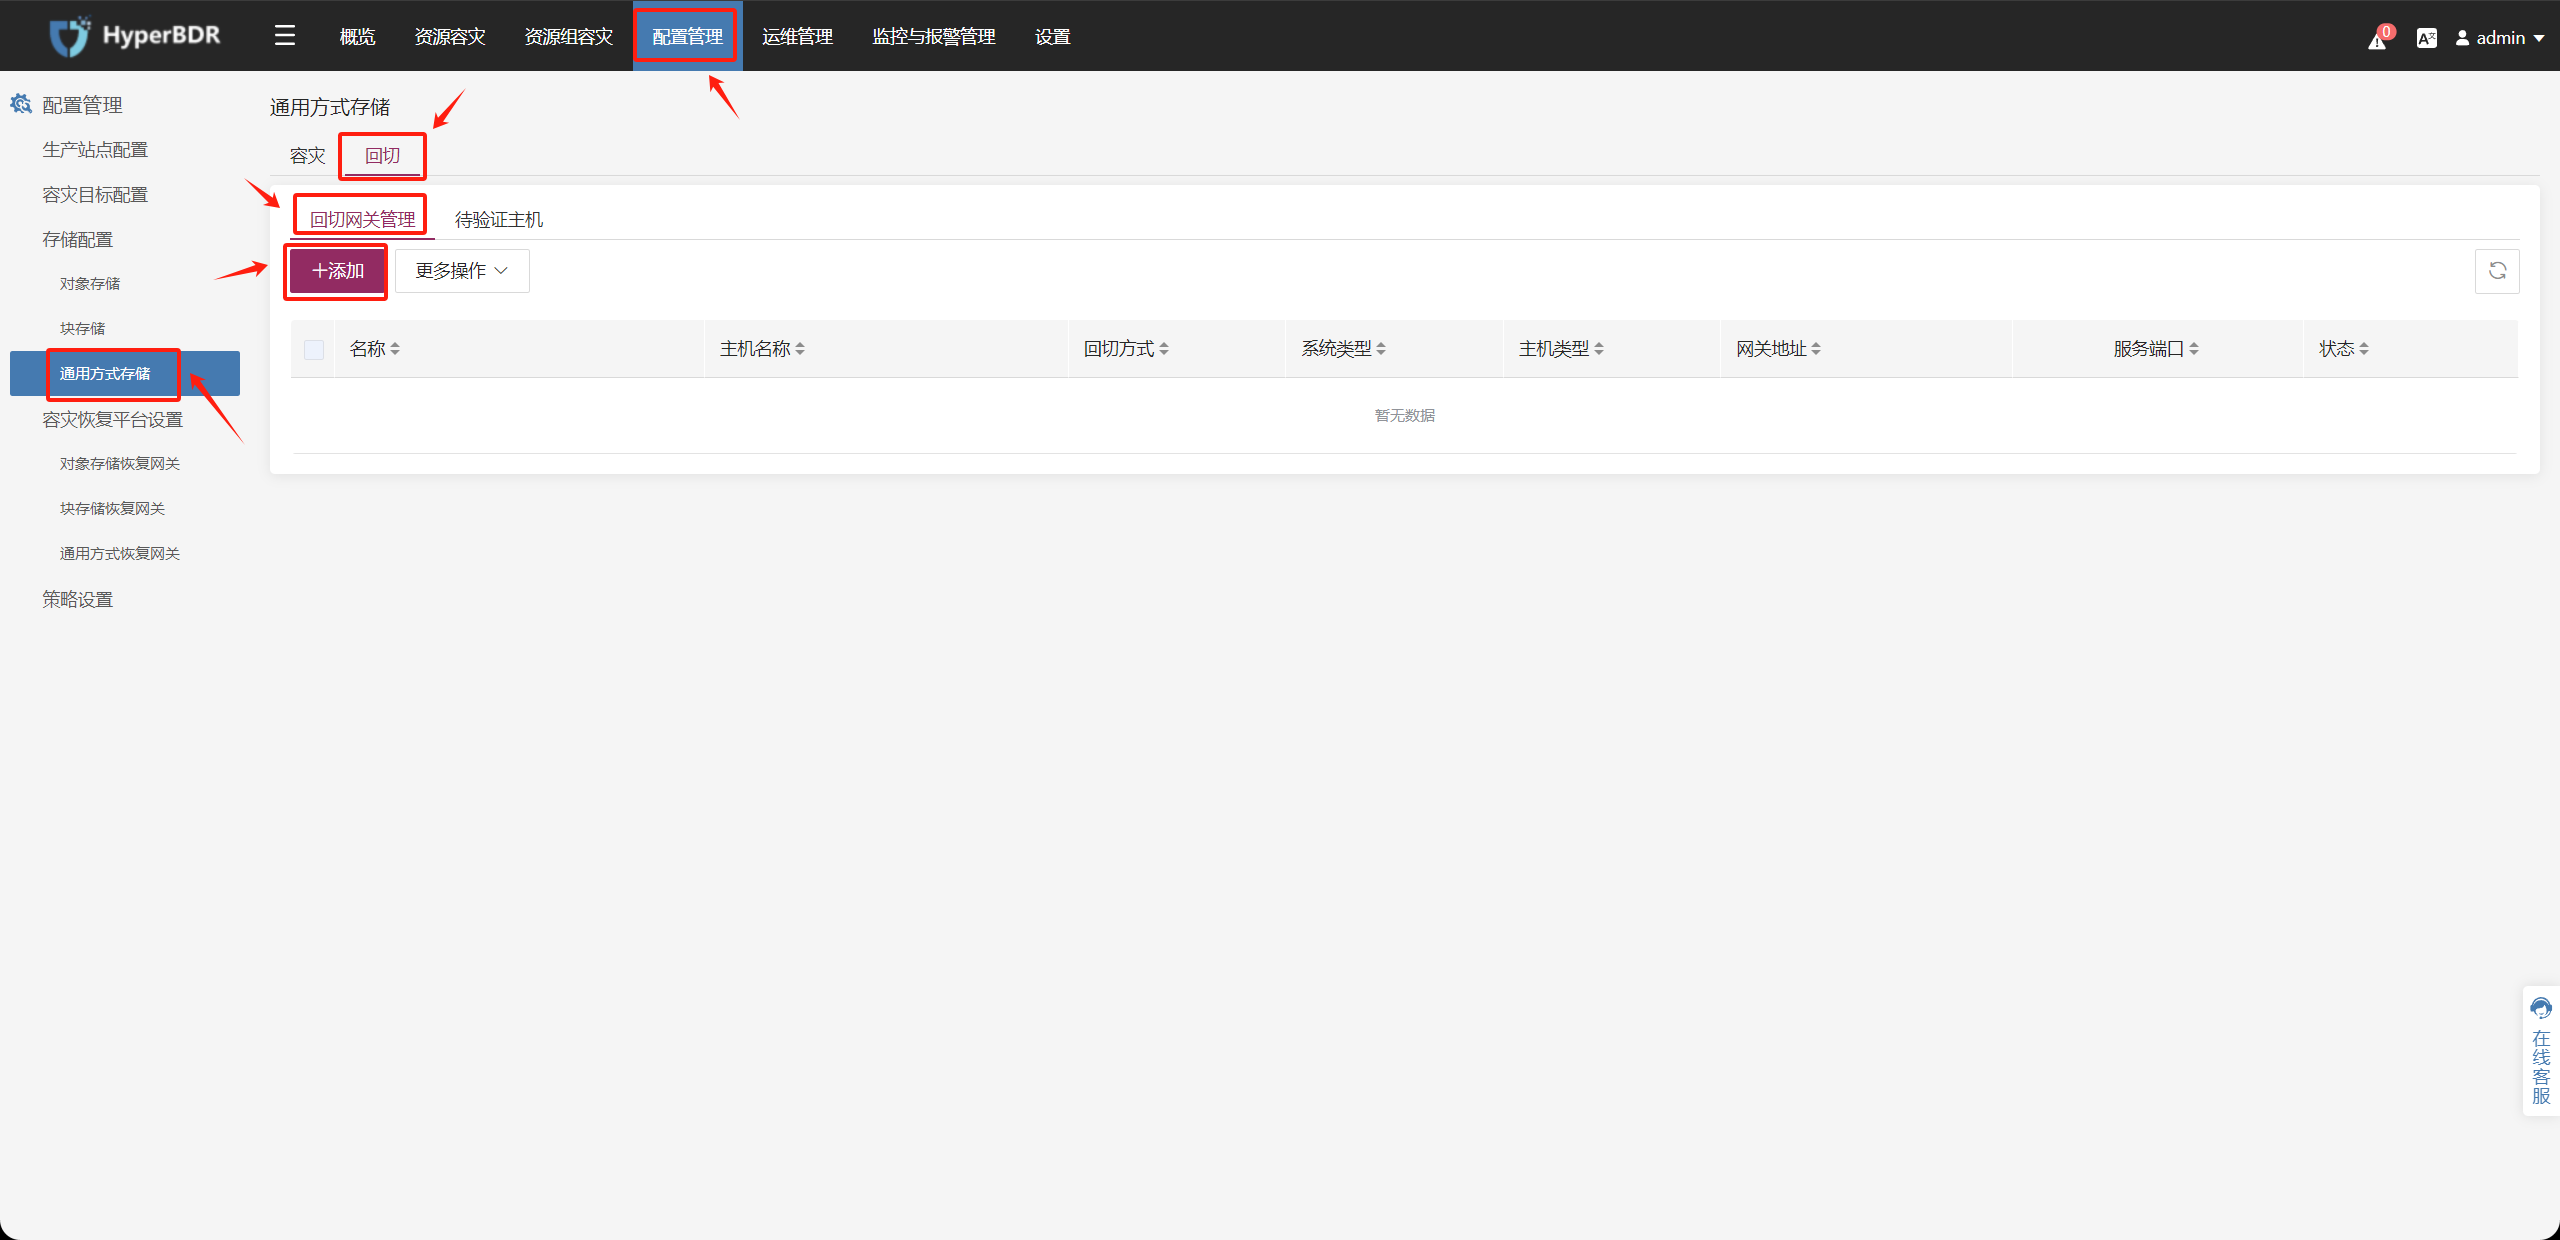 HyperBDR
概览
资源容灾
资源组容灾
配置管理
运维管理
监控与报警管理
设置
0
admin
配置管理
生产站点配置
容灾目标配置
存储配置
对象存储
块存储
通用方式存储
容灾恢复平台设置
对象存储恢复网关
块存储恢复网关
通用方式恢复网关
策略设置
通用方式存储
容灾
回切
回切网关管理
待验证主机
+添加
更多操作
名称
主机名称
回切方式
系统类型
主机类型
网关地址
服务端口
状态
暂无数据
在线客服